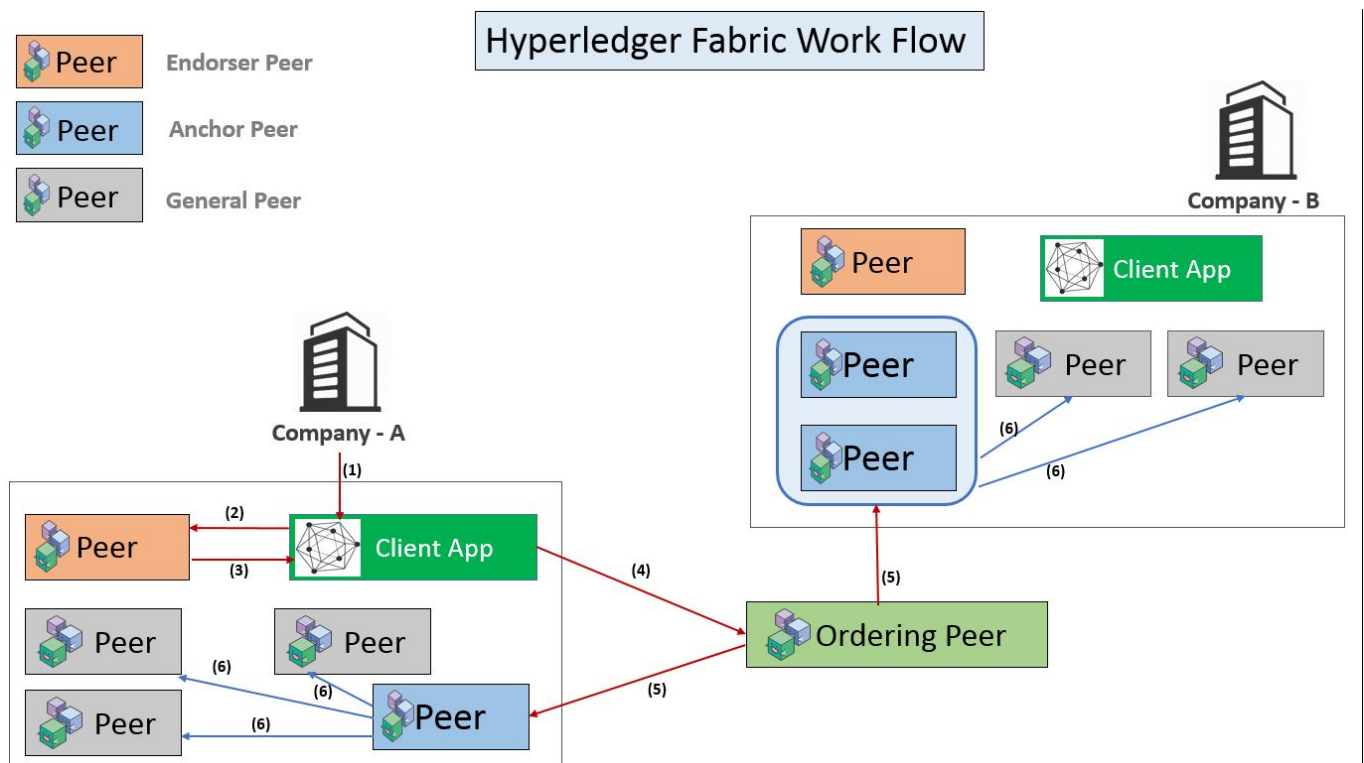 Hyperledger Fabric Work Flow
Peer Endorser Peer
Peer Anchor Peer
Peer General Peer
Company - B
Peer
Client App
Peer
Peer
Peer
Peer
(6)
(6)
Company - A
(1)
(2)
Peer
Client App
(3)
(4)
(5)
Ordering Peer
Peer
Peer
(6)
(6)
(5)
Peer
Peer
(6)